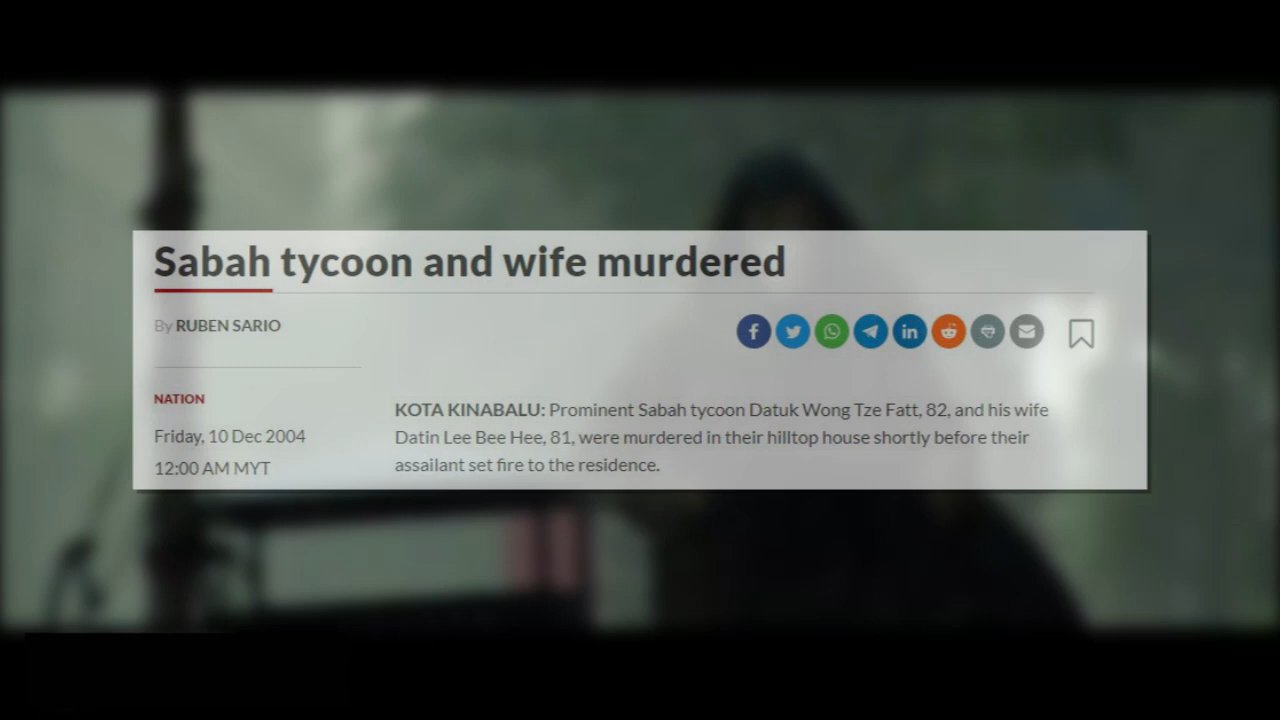 Sabah tycoon and wife murdered
By RUBEN SARIO
NATION
Friday, 10 Dec 2004
12:00 AM MYT
KOTA KINABALU: Prominent Sabah tycoon Datuk Wong Tze Fatt, 82, and his wife
Datin Lee Bee Hee, 81, were murdered in their hilltop house shortly before their
assailant set fire to the residence.